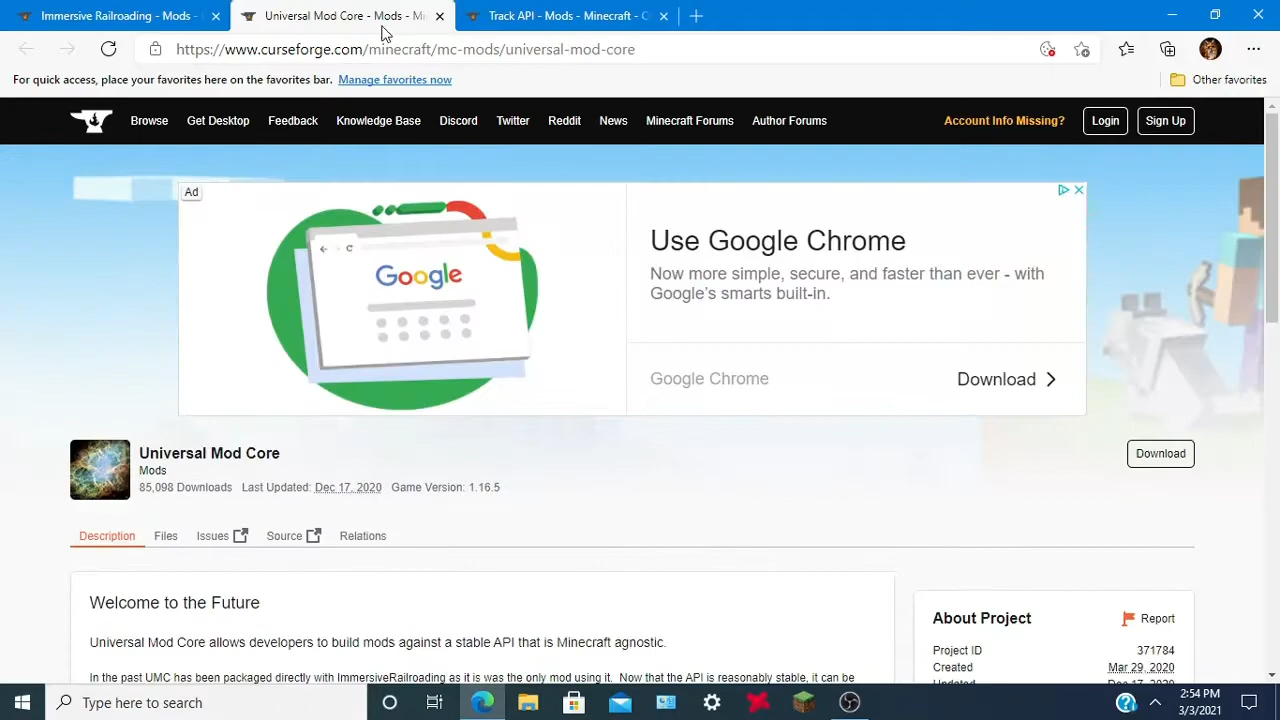 Immersive Railroading - Mods -
Universal Mod Core - Mods - Mi
Track API - Mods - Minecraft - C
https://www.curseforge.com/minecraft/mc-mods/universal-mod-core
For quick access, place your favorites here on the favorites bar. Manage favorites now
Other favorites
Browse Get Desktop Feedback Knowledge Base Discord Twitter Reddit News Minecraft Forums Author Forums Account Info Missing? Login Sign Up
Ad
Google
Use Google Chrome
Now more simple, secure, and faster than ever - with
Google's smarts built-in.
Google Chrome
Download
Universal Mod Core
Mods
85,098 Downloads Last Updated: Dec 17, 2020 Game Version: 1.16.5
Download
Description Files Issues Source Relations
Welcome to the Future
Universal Mod Core allows developers to build mods against a stable API that is Minecraft agnostic.
In the past UMC has been packaged directly with ImmersiveRailroading as it was the only mod using it. Now that the API is reasonably stable, it can be
About Project
Report
Project ID 371784
Created Mar 29, 2020
Updated Dec 17, 2020
Type here to search
2:54 PM
3/3/2021